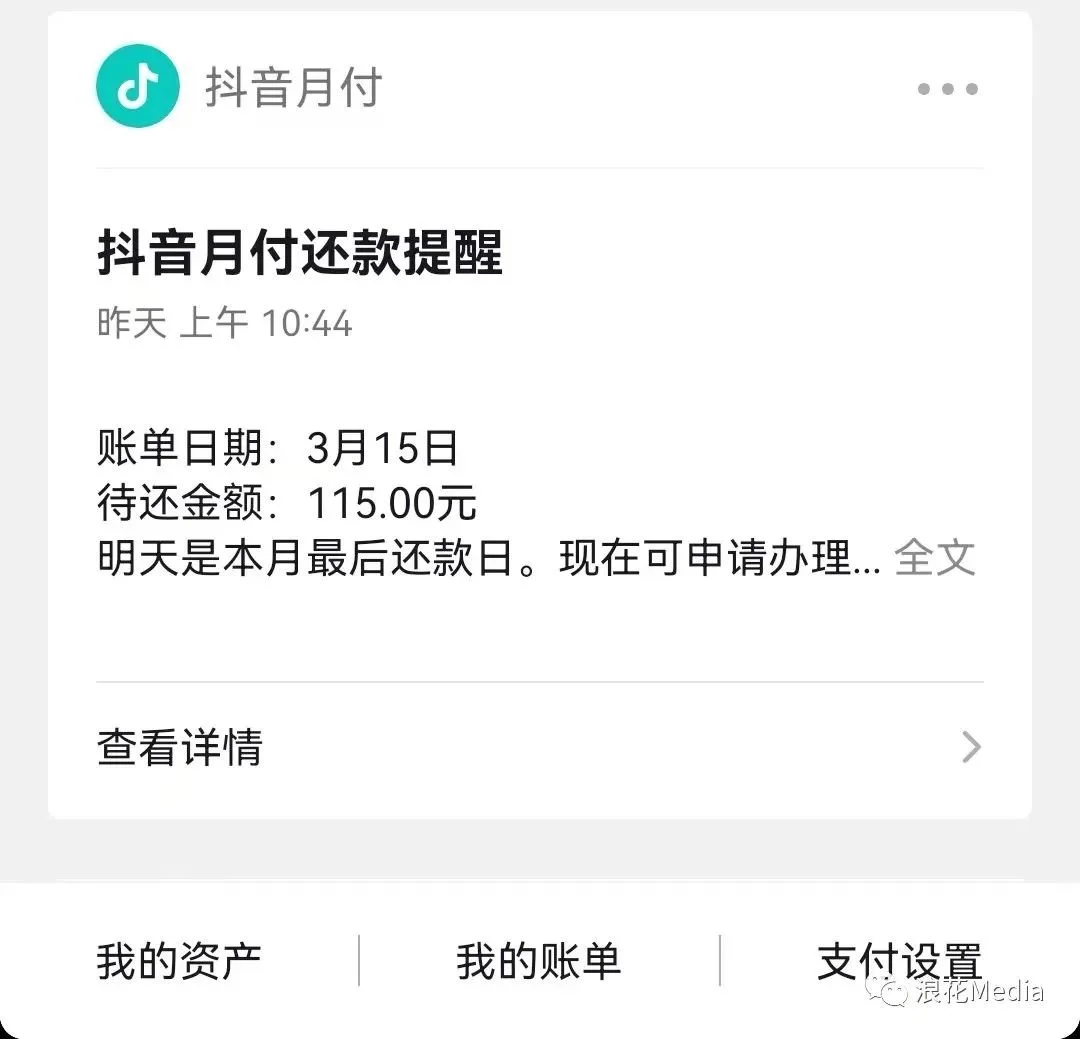 抖音月付
抖音月付还款提醒
昨天 上午 10:44
账单日期：3月15日
待还金额：115.00元
明天是本月最后还款日。现在可申请办理... 全文
查看详情
我的资产
我的账单
支付设置
浪花Media